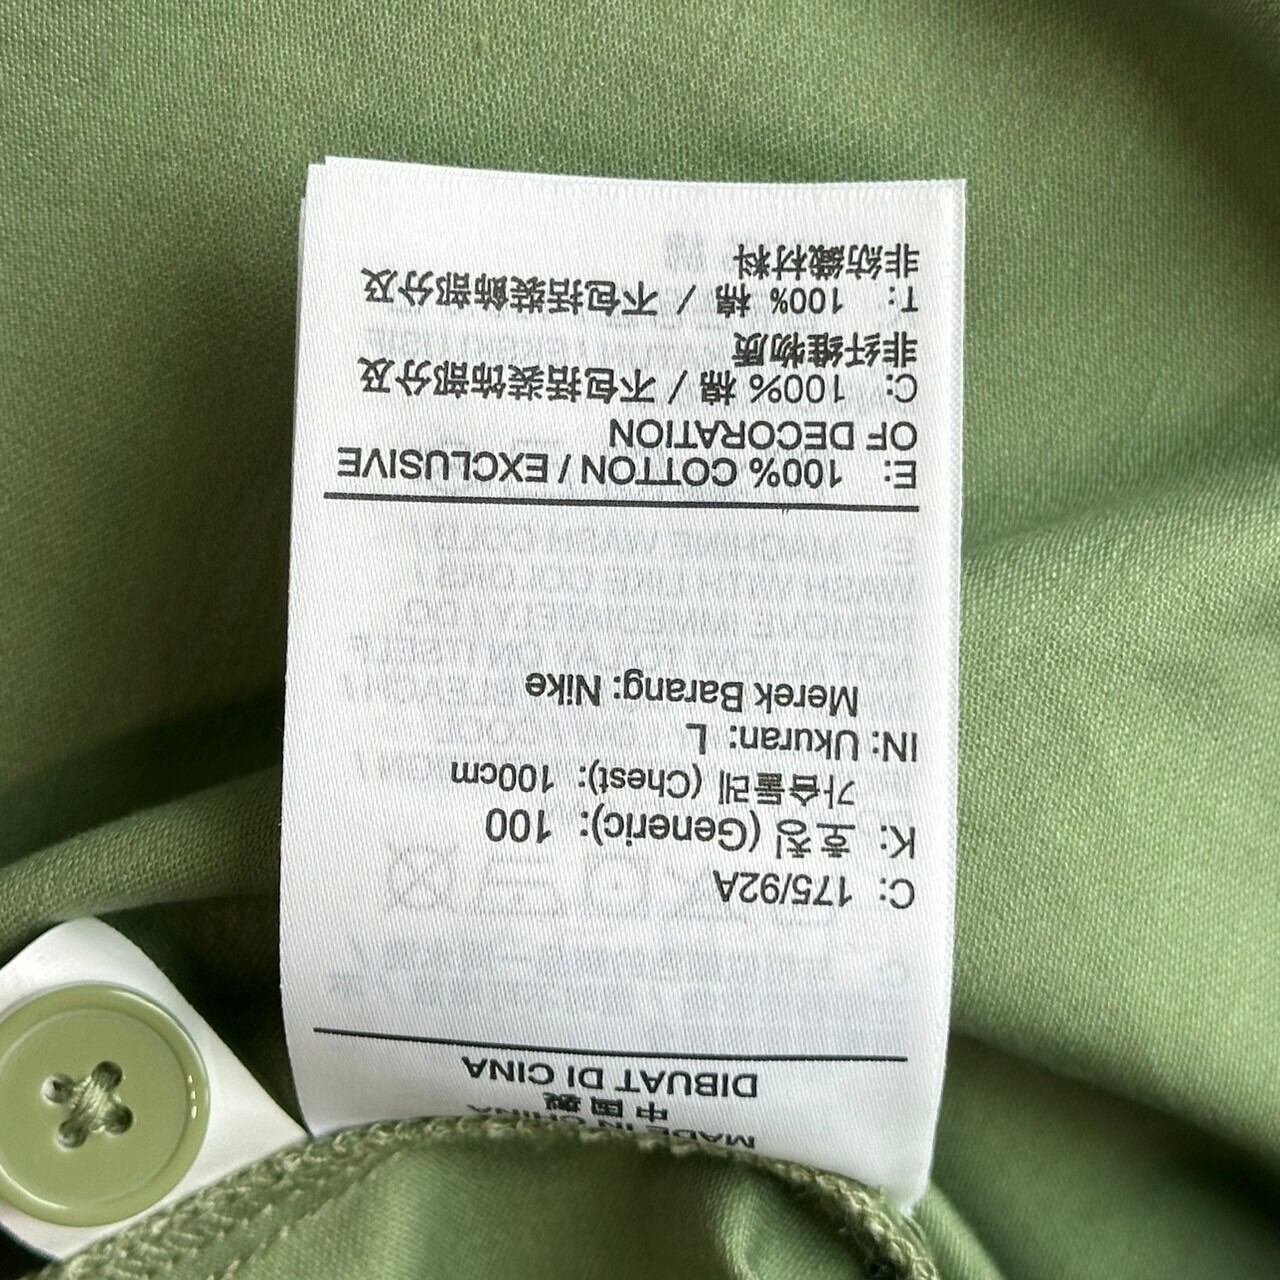 MADE IN CHINA
中国製
DIBUAT DI CINA
C: 175/92A
K: 호칭 (Generic): 100
가슴둘레 (Chest): 100cm
IN: Ukuran: L
Merek Barang: Nike
E: 100% COTTON / EXCLUSIVE
OF DECORATION
C: 100% 棉 / 不包括装饰部分及
非纤维物质
T: 100% 棉 / 不包括裝飾部分及
非紡織材料